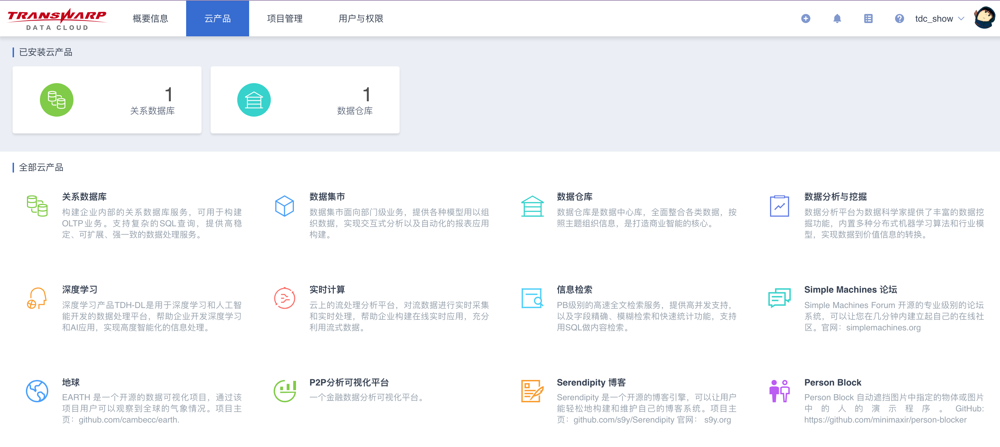 TRANSWARP
DATA CLOUD
概要信息
云产品
项目管理
用户与权限
tdc_show
已安装云产品
1
关系数据库
1
数据仓库
全部云产品
关系数据库
构建企业内部的关系数据库服务，可用于构建
OLTP业务。支持复杂的SQL查询，提供高稳
定、可扩展、强一致的数据处理服务。
数据集市
数据集市面向部门级业务，提供各种模型用以组
织数据，实现交互式分析以及自动化的报表应用
构建。
数据仓库
数据仓库是数据中心库，全面整合各类数据，按
照主题组织信息，是打造商业智能的核心。
数据分析与挖掘
数据分析平台为数据科学家提供了丰富的数据挖
掘功能，内置多种分布式机器学习算法和行业模
型，实现数据到价值信息的转换。
深度学习
深度学习产品TDH-DL是用于深度学习和人工智
能开发的数据处理平台，帮助企业开发深度学习
和AI应用，实现高度智能化的信息处理。
实时计算
云上的流处理分析平台，对流数据进行实时采集
和实时处理，帮助企业构建在线实时应用，充分
利用流式数据。
信息检索
PB级别的高速全文检索服务，提供高并发支持，
以及字段精确、模糊检索和快速统计功能，支持
用SQL做内容检索。
Simple Machines 论坛
Simple Machines Forum 开源的专业级别的论坛
系统，可以让您在几分钟内建立起自己的在线社
区。官网：simplemachines.org
地球
EARTH 是一个开源的数据可视化项目，通过该
项目用户可以观察到全球的气象情况。项目主
页：github.com/cambecc/earth.
P2P分析可视化平台
一个金融数据分析可视化平台。
Serendipity 博客
Serendipity 是一个开源的博客引擎，可以让用户
能轻松地构建和维护自己的博客系统。项目主
页：github.com/s9y/Serendipity 官网： s9y.org
Person Block
Person Block 自动遮挡图片中指定的物体或图片
中的人的演示程序。GitHub:
https://github.com/minimaxir/person-blocker